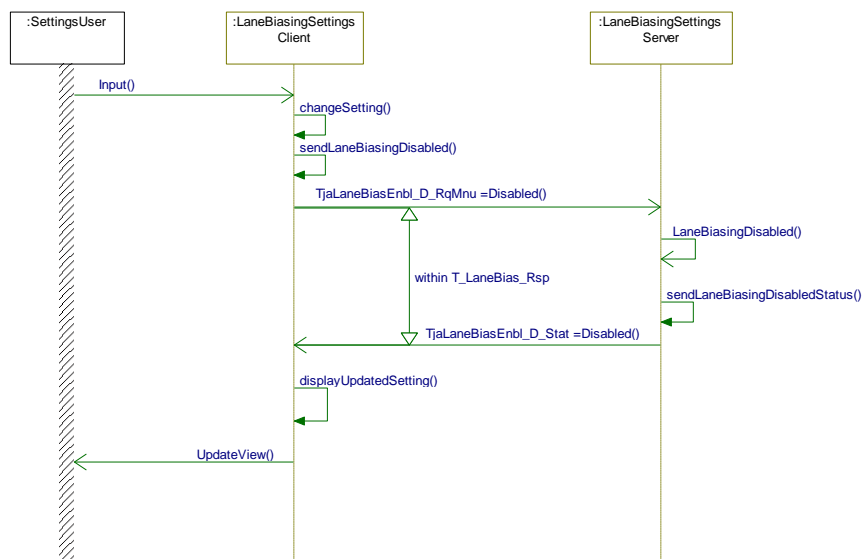 :SettingsUser
:LaneBiasingSettings
Client
:LaneBiasingSettings
Server
Input()
changeSetting()
sendLaneBiasingDisabled()
TjaLaneBiasEnbl_D_RqMnu =Disabled()
LaneBiasingDisabled()
within T_LaneBias_Rsp
sendLaneBiasingDisabledStatus()
TjaLaneBiasEnbl_D_Stat =Disabled()
displayUpdatedSetting()
UpdateView()